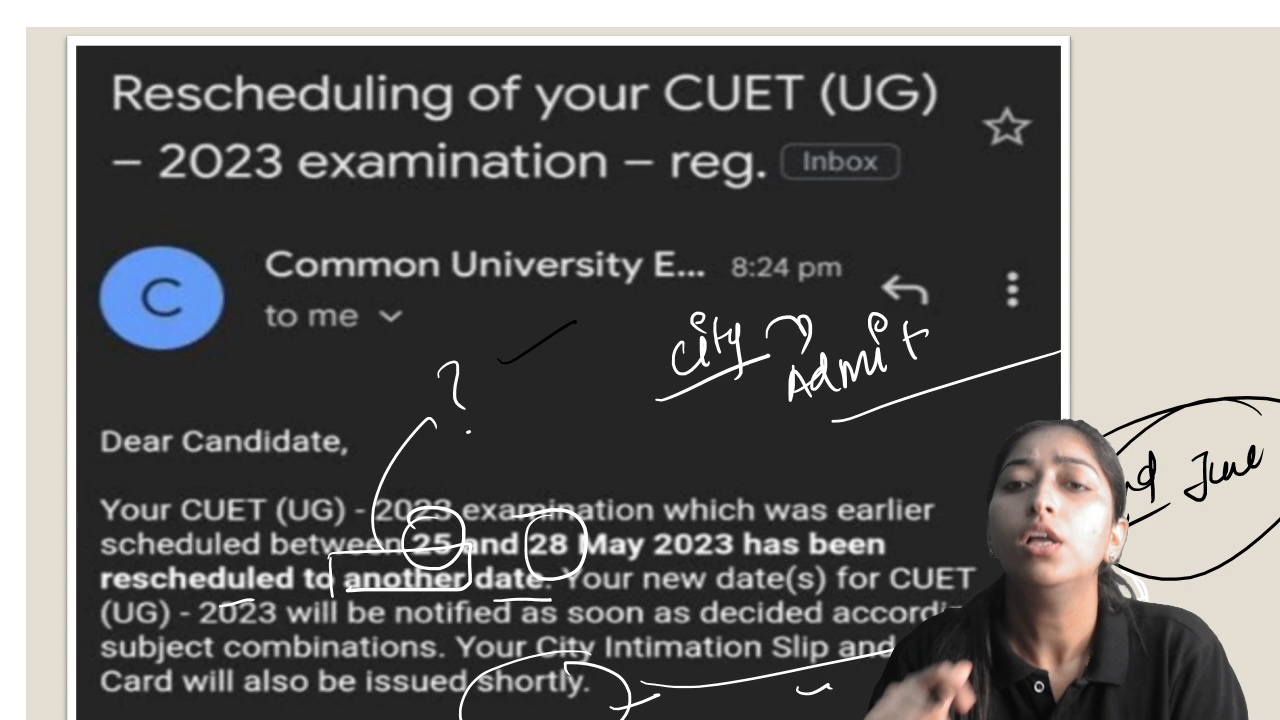 Rescheduling of your CUET (UG)
– 2023 examination – reg. Inbox
C
Common University E... 8:24 pm
to me
City
Admit
?
Dear Candidate,
Your CUET (UG) - 2023 examination which was earlier
scheduled between 25 and 28 May 2023 has been
rescheduled to another date. Your new date(s) for CUET
(UG) - 2023 will be notified as soon as decided
subject combinations. Your City Intimation Slip and
Card will also be issued shortly.
June